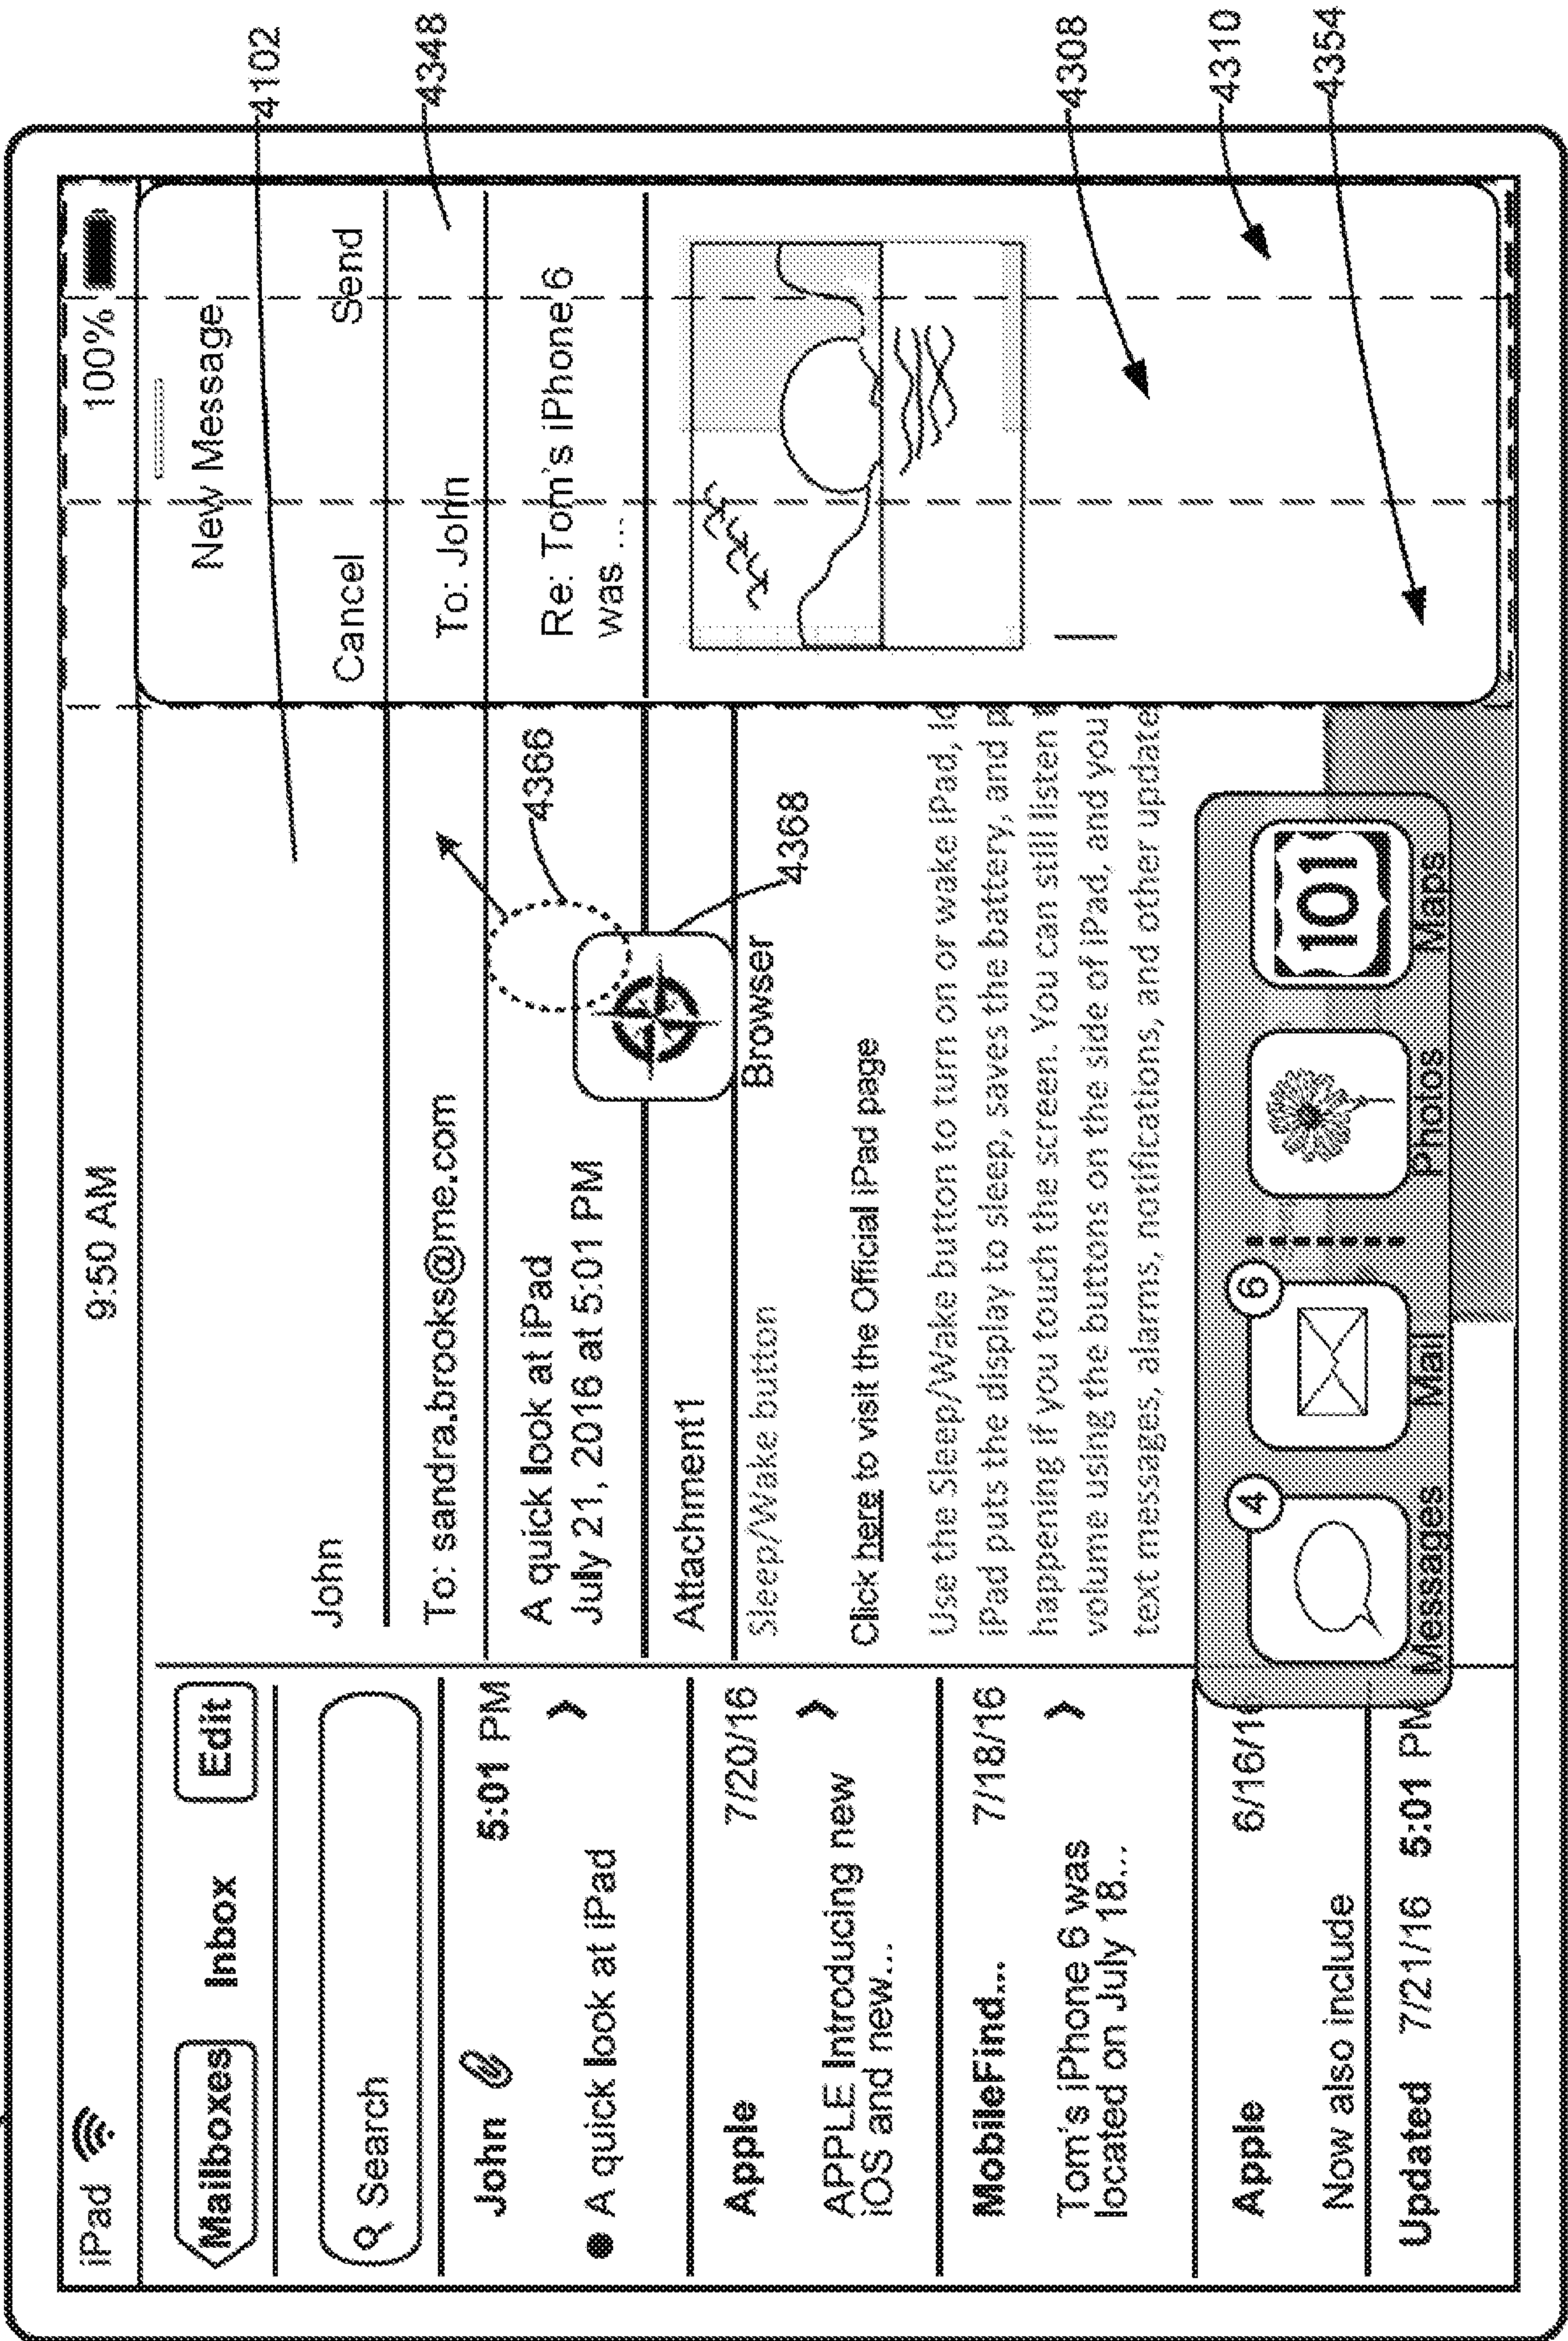 iPad
9:50 AM
100%
Mailboxes
Inbox
Edit
Search
John
5:01 PM
A quick look at iPad
Apple
7/20/16
APPLE Introducing new
iOS and new...
MobileFind...
7/18/16
Tom's iPhone 6 was
located on July 18...
Apple
Now also include
Updated 7/21/16 5:01 PM
John
To: sandra.brooks@me.com
A quick look at iPad
July 21, 2016 at 5:01 PM
Attachment1
Sleep/Wake button
Click here to visit the Official iPad page
Use the Sleep/Wake button to turn on or wake iPad,
iPad puts the display to sleep, saves the battery, and
happening if you touch the screen. You can still listen
volume using the buttons on the side of iPad, and you
text messages, alarms, notifications, and other update
Browser
4
Messages
6
Mail
Photos
101
Maps
New Message
Cancel
Send
To: John
Re: Tom's iPhone 6
was ...
4102
4348
4366
4368
4308
4310
4354